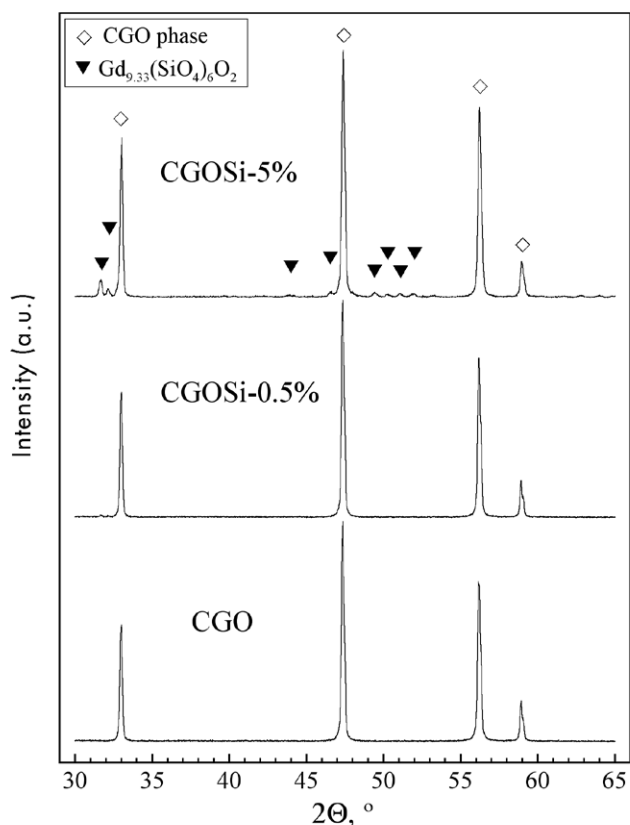 ◇ CGO phase
▼ Gd9.33(SiO4)6O2
CGOSi-5%
CGOSi-0.5%
CGO
Intensity (a.u.)
30 35 40 45 50 55 60 65
2Θ, °